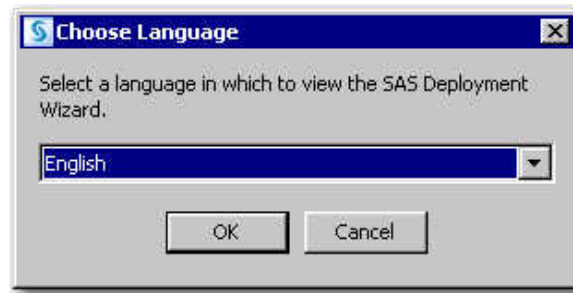 Choose Language
Select a language in which to view the SAS Deployment
Wizard.
English
OK
Cancel